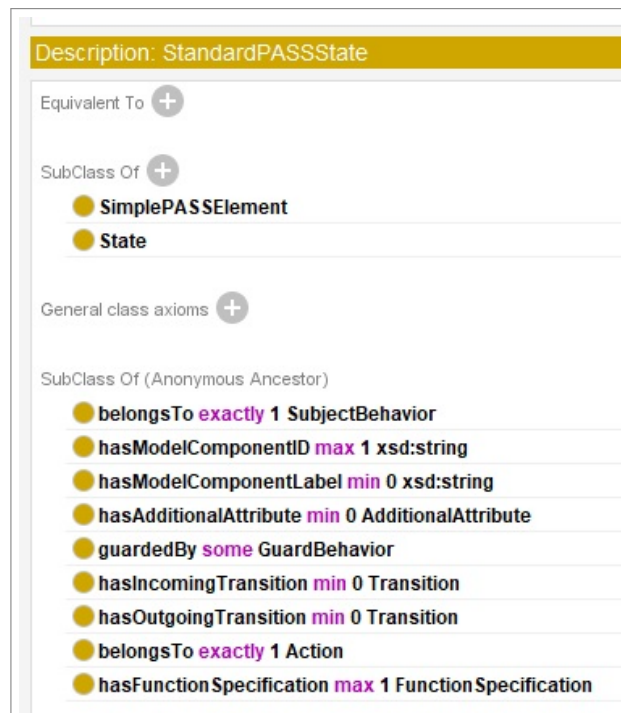 Description: StandardPASSState
Equivalent To
SubClass Of
SimplePASSElement
State
General class axioms
SubClass Of (Anonymous Ancestor)
belongsTo exactly 1 SubjectBehavior
hasModelComponentID max 1 xsd:string
hasModelComponentLabel min 0 xsd:string
hasAdditionalAttribute min 0 AdditionalAttribute
guardedBy some GuardBehavior
hasIncomingTransition min 0 Transition
hasOutgoingTransition min 0 Transition
belongsTo exactly 1 Action
hasFunctionSpecification max 1 FunctionSpecification